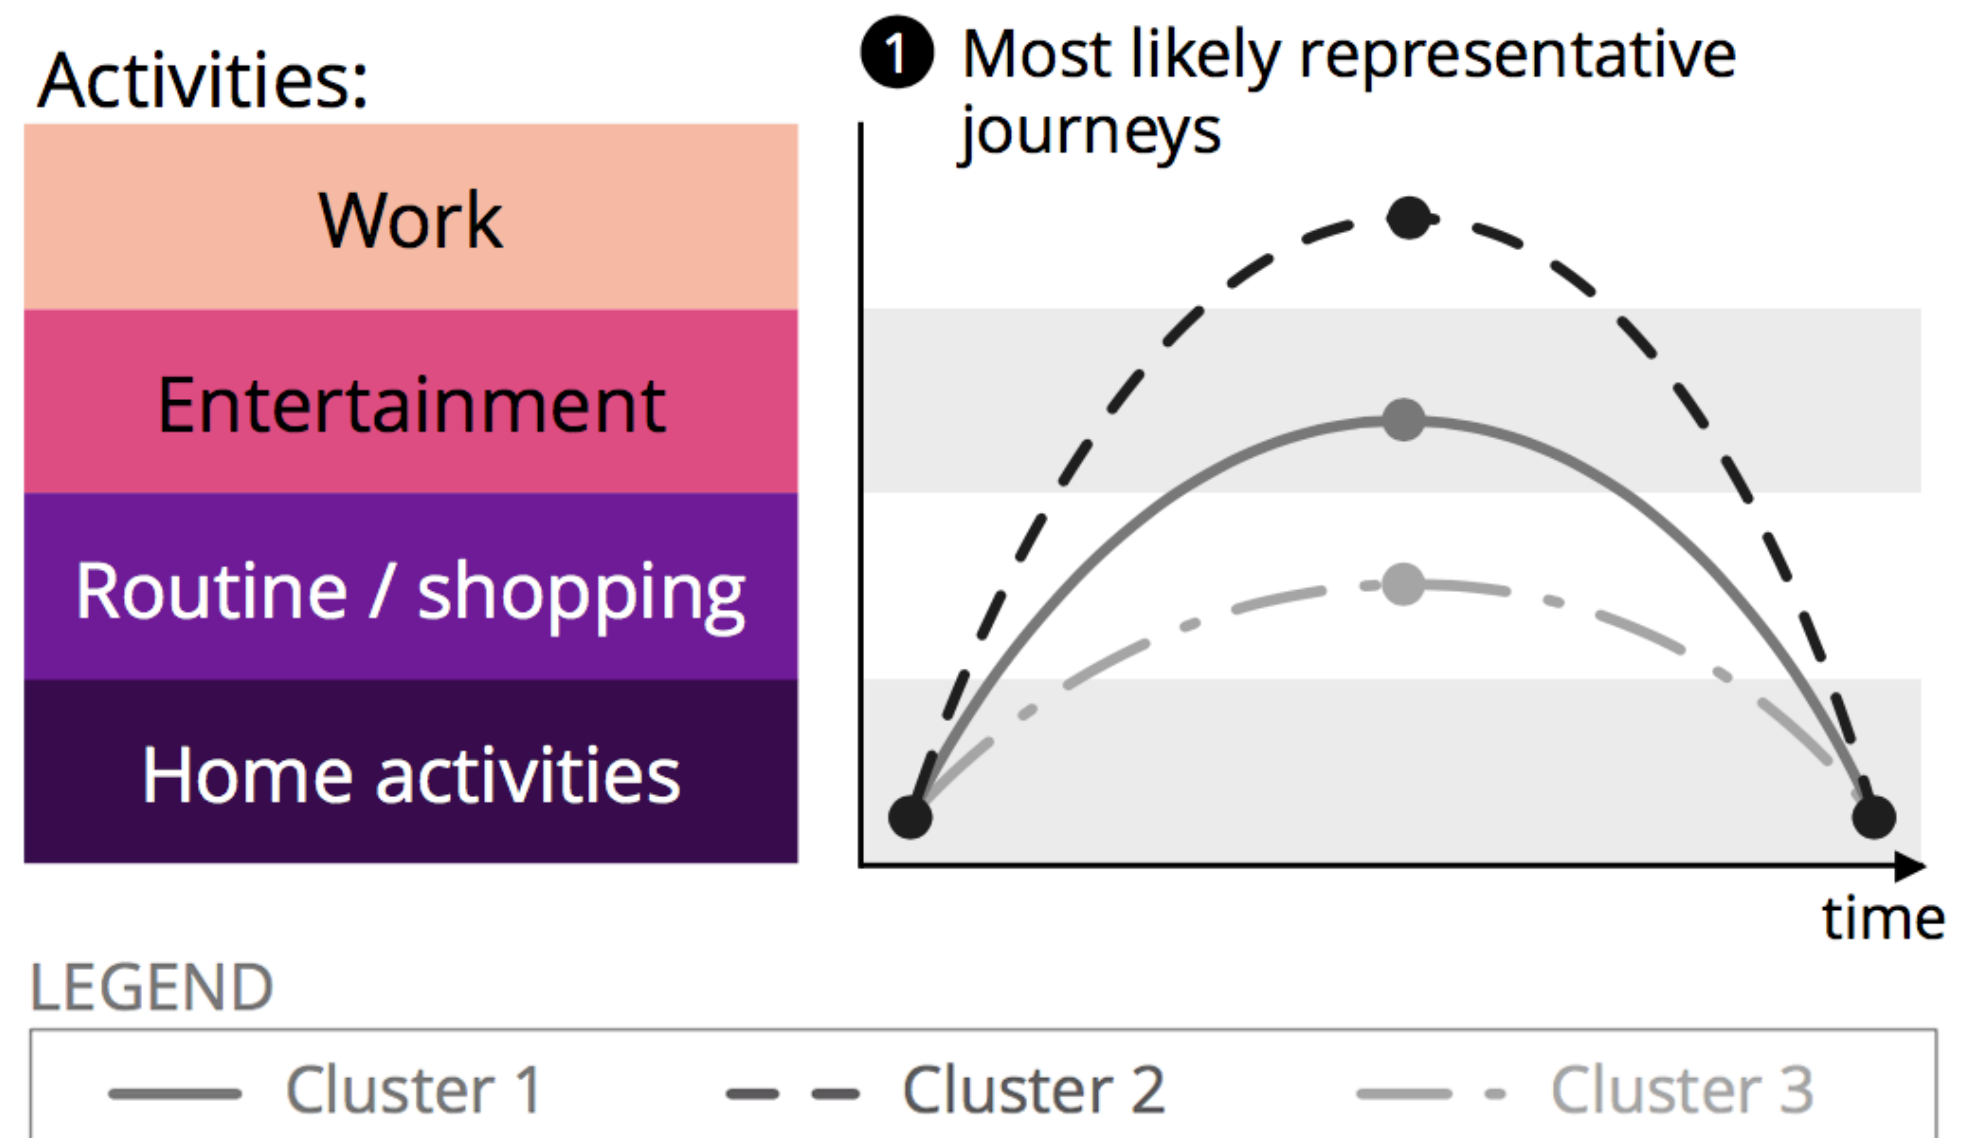 Activities:
Work
Entertainment
Routine / shopping
Home activities
1 Most likely representative
journeys
time
LEGEND
Cluster 1
Cluster 2
Cluster 3